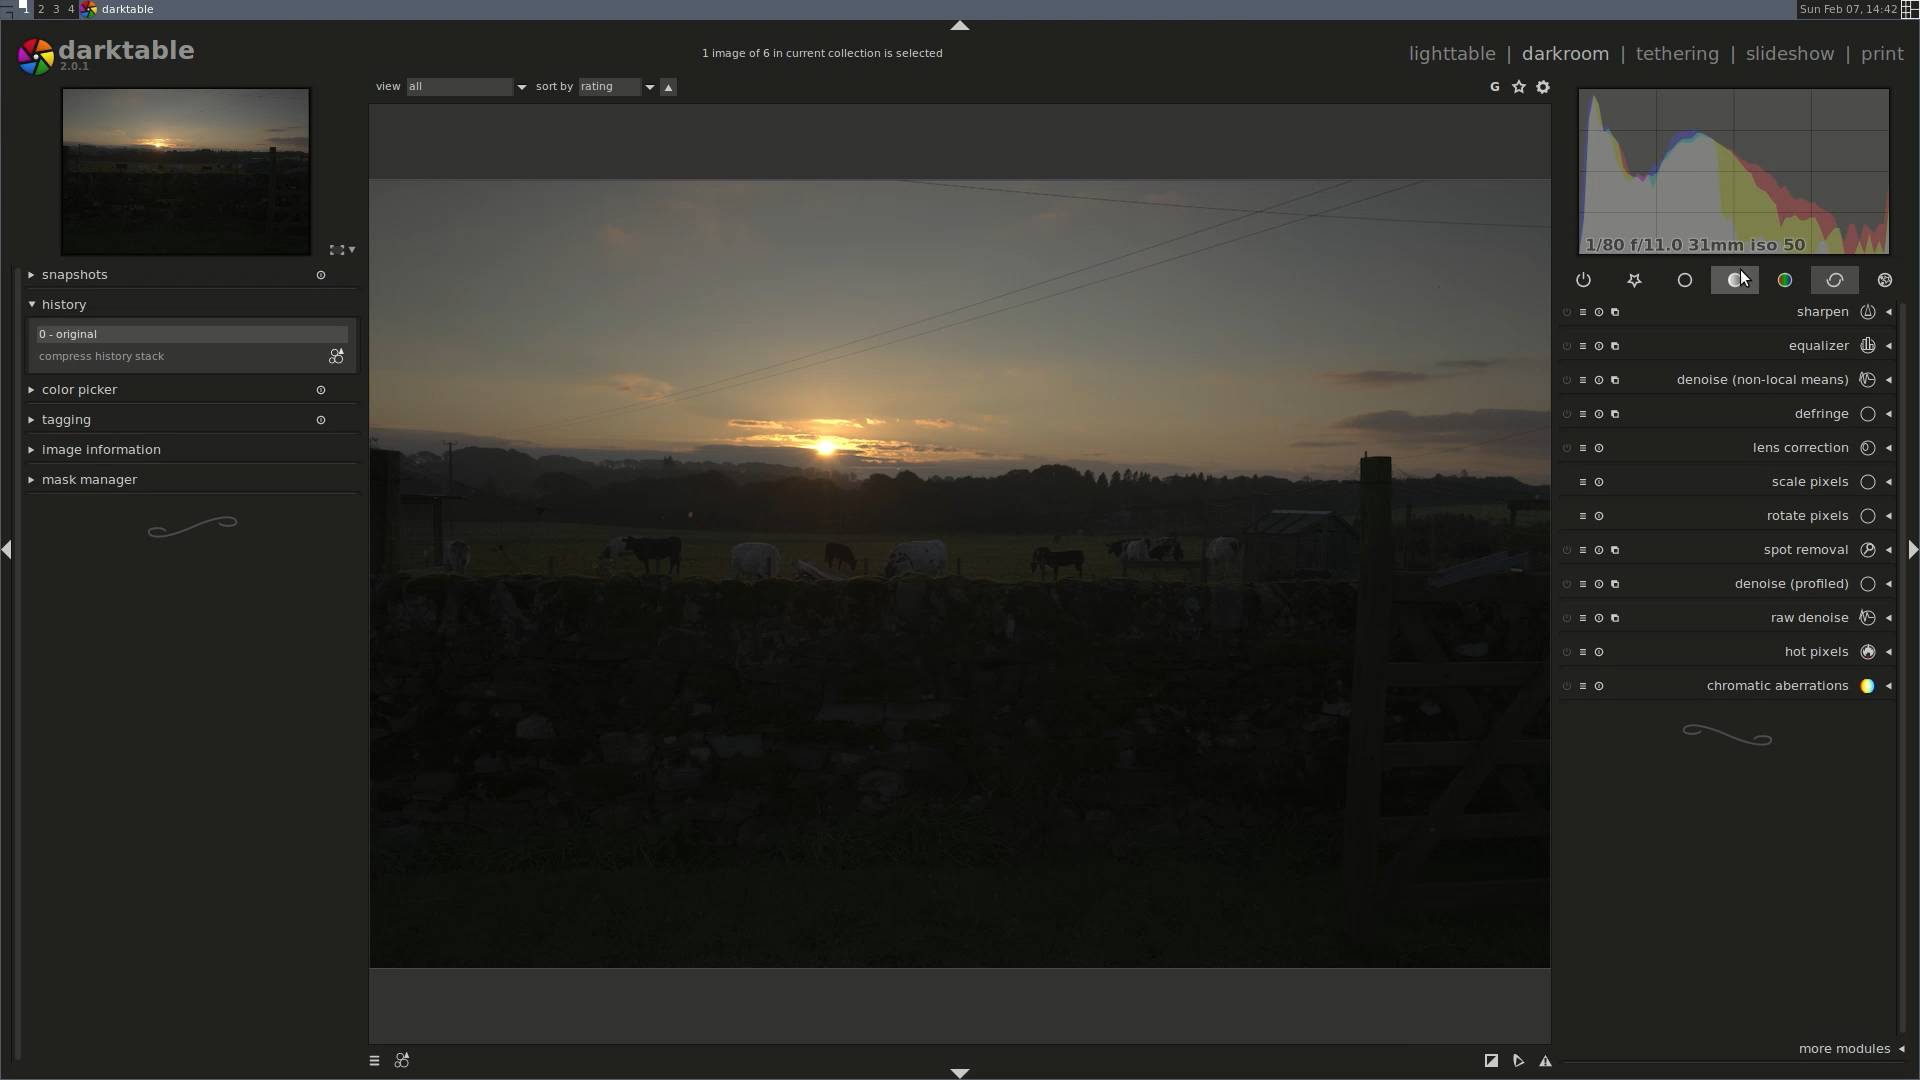 1 2 3 4 darktable
Sun Feb 07, 14:42
darktable
2.0.1
1 image of 6 in current collection is selected
lighttable | darkroom | tethering | slideshow | print
view all sort by rating
G
1/80 f/11.0 31mm iso 50
snapshots
history
0 - original
compress history stack
color picker
tagging
image information
mask manager
sharpen
equalizer
denoise (non-local means)
defringe
lens correction
scale pixels
rotate pixels
spot removal
denoise (profiled)
raw denoise
hot pixels
chromatic aberrations
more modules